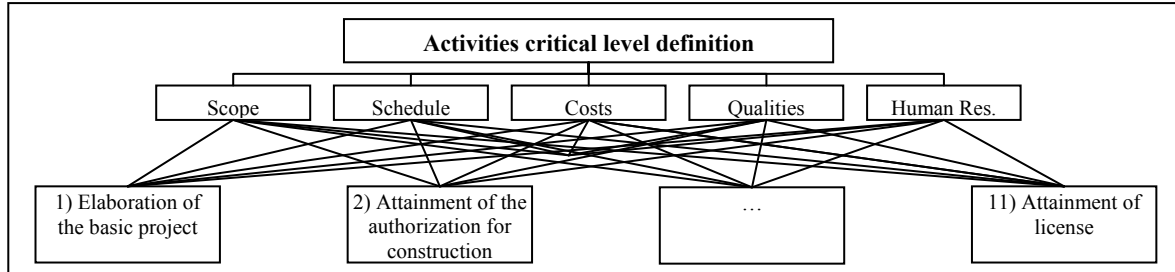 Activities critical level definition
Scope
Schedule
Costs
Qualities
Human Res.
1) Elaboration of
the basic project
2) Attainment of the
authorization for
construction
…
11) Attainment of
license